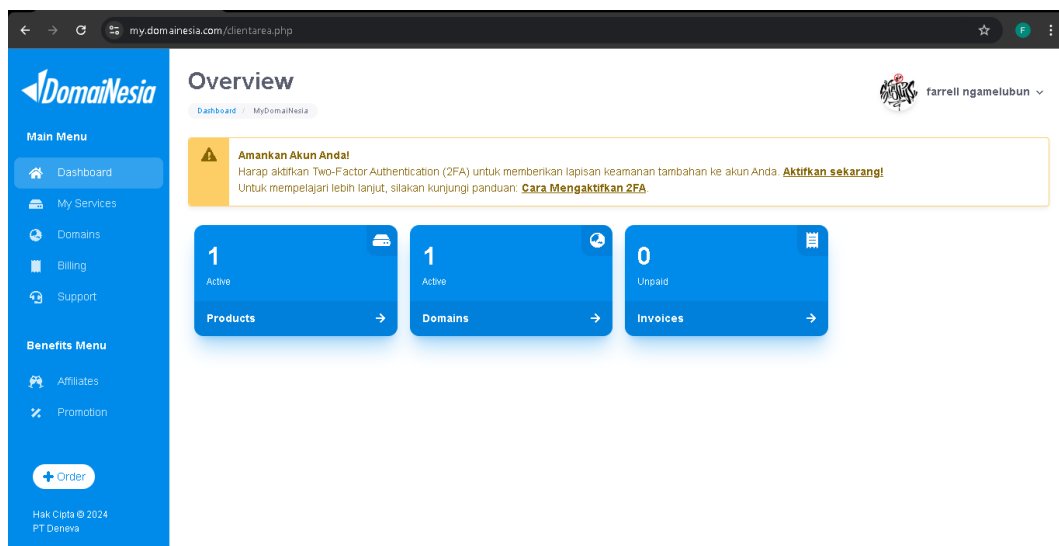 my.domainesia.com/clientarea.php
F
DomaiNesia
Main Menu
Dashboard
My Services
Domains
Billing
Support
Benefits Menu
Affiliates
Promotion
Order
Hak Cipta © 2024
PT Deneva
Overview
Dashboard / MyDomaiNesia
farrell ngamelubun
Amankan Akun Anda!
Harap aktifkan Two-Factor Authentication (2FA) untuk memberikan lapisan keamanan tambahan ke akun Anda. Aktifkan sekarang!
Untuk mempelajari lebih lanjut, silakan kunjungi panduan: Cara Mengaktifkan 2FA.
1
Active
Products
1
Active
Domains
0
Unpaid
Invoices